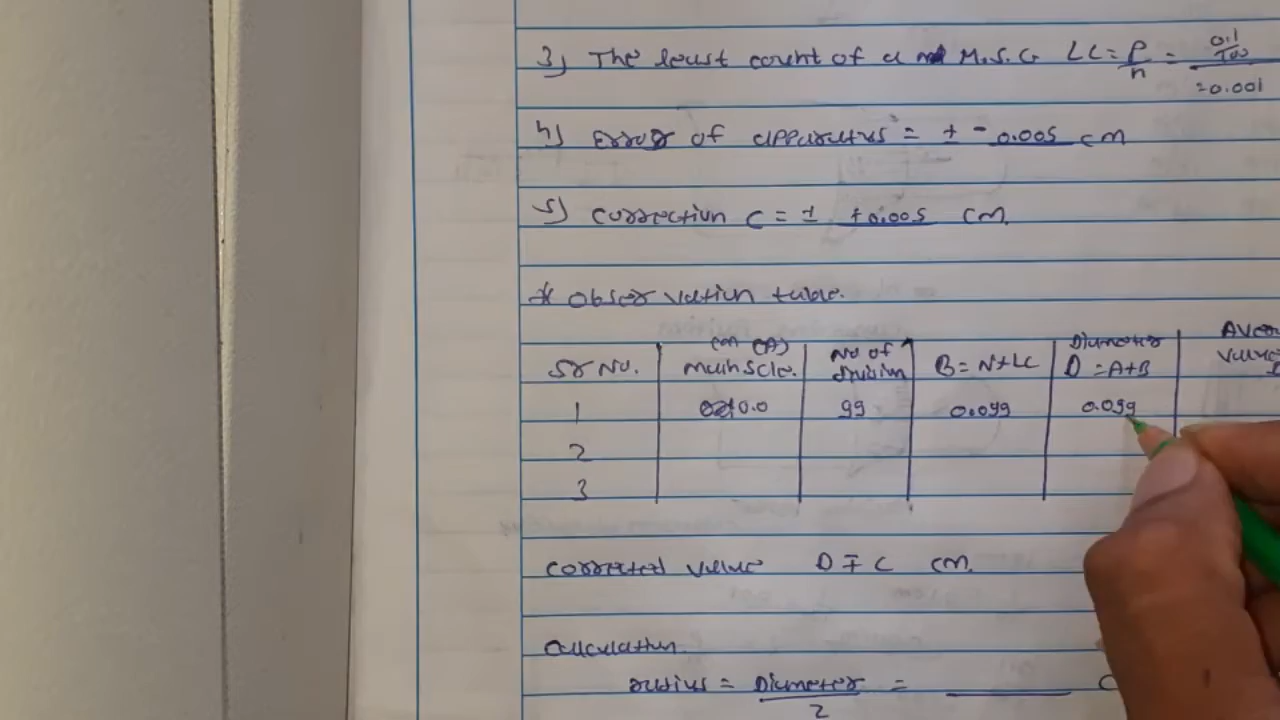 3) The least count of a M.S.G LC = P/n = 0.1/100
=0.001
4) Error of apparatus = ± - 0.005 cm
5) correction C = ± +0.005 cm.
* Observation table.
Sr No. | cm (A) main scle. | No of division | B = N+LC | Diameter D = A+B |
1 | 0.0 | 99 | 0.099 | 0.099
2
3
corrected value D ∓ C cm.
calculation.
radius = Diameter/2 = ______ C